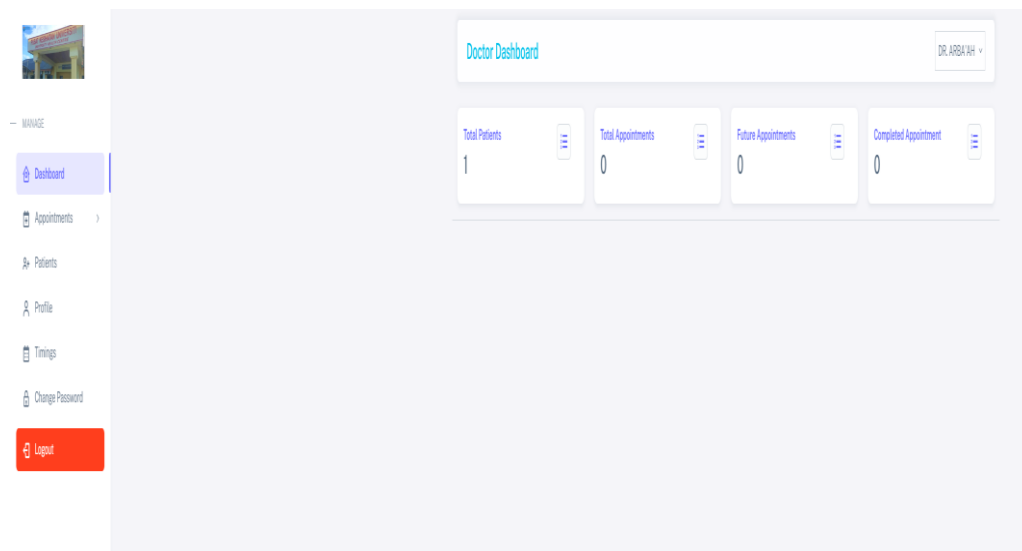 MANAGE
Dashboard
Appointments
Patients
Profile
Timings
Change Password
Logout
Doctor Dashboard
DR. ARBA'AH
Total Patients
1
Total Appointments
0
Future Appointments
0
Completed Appointment
0